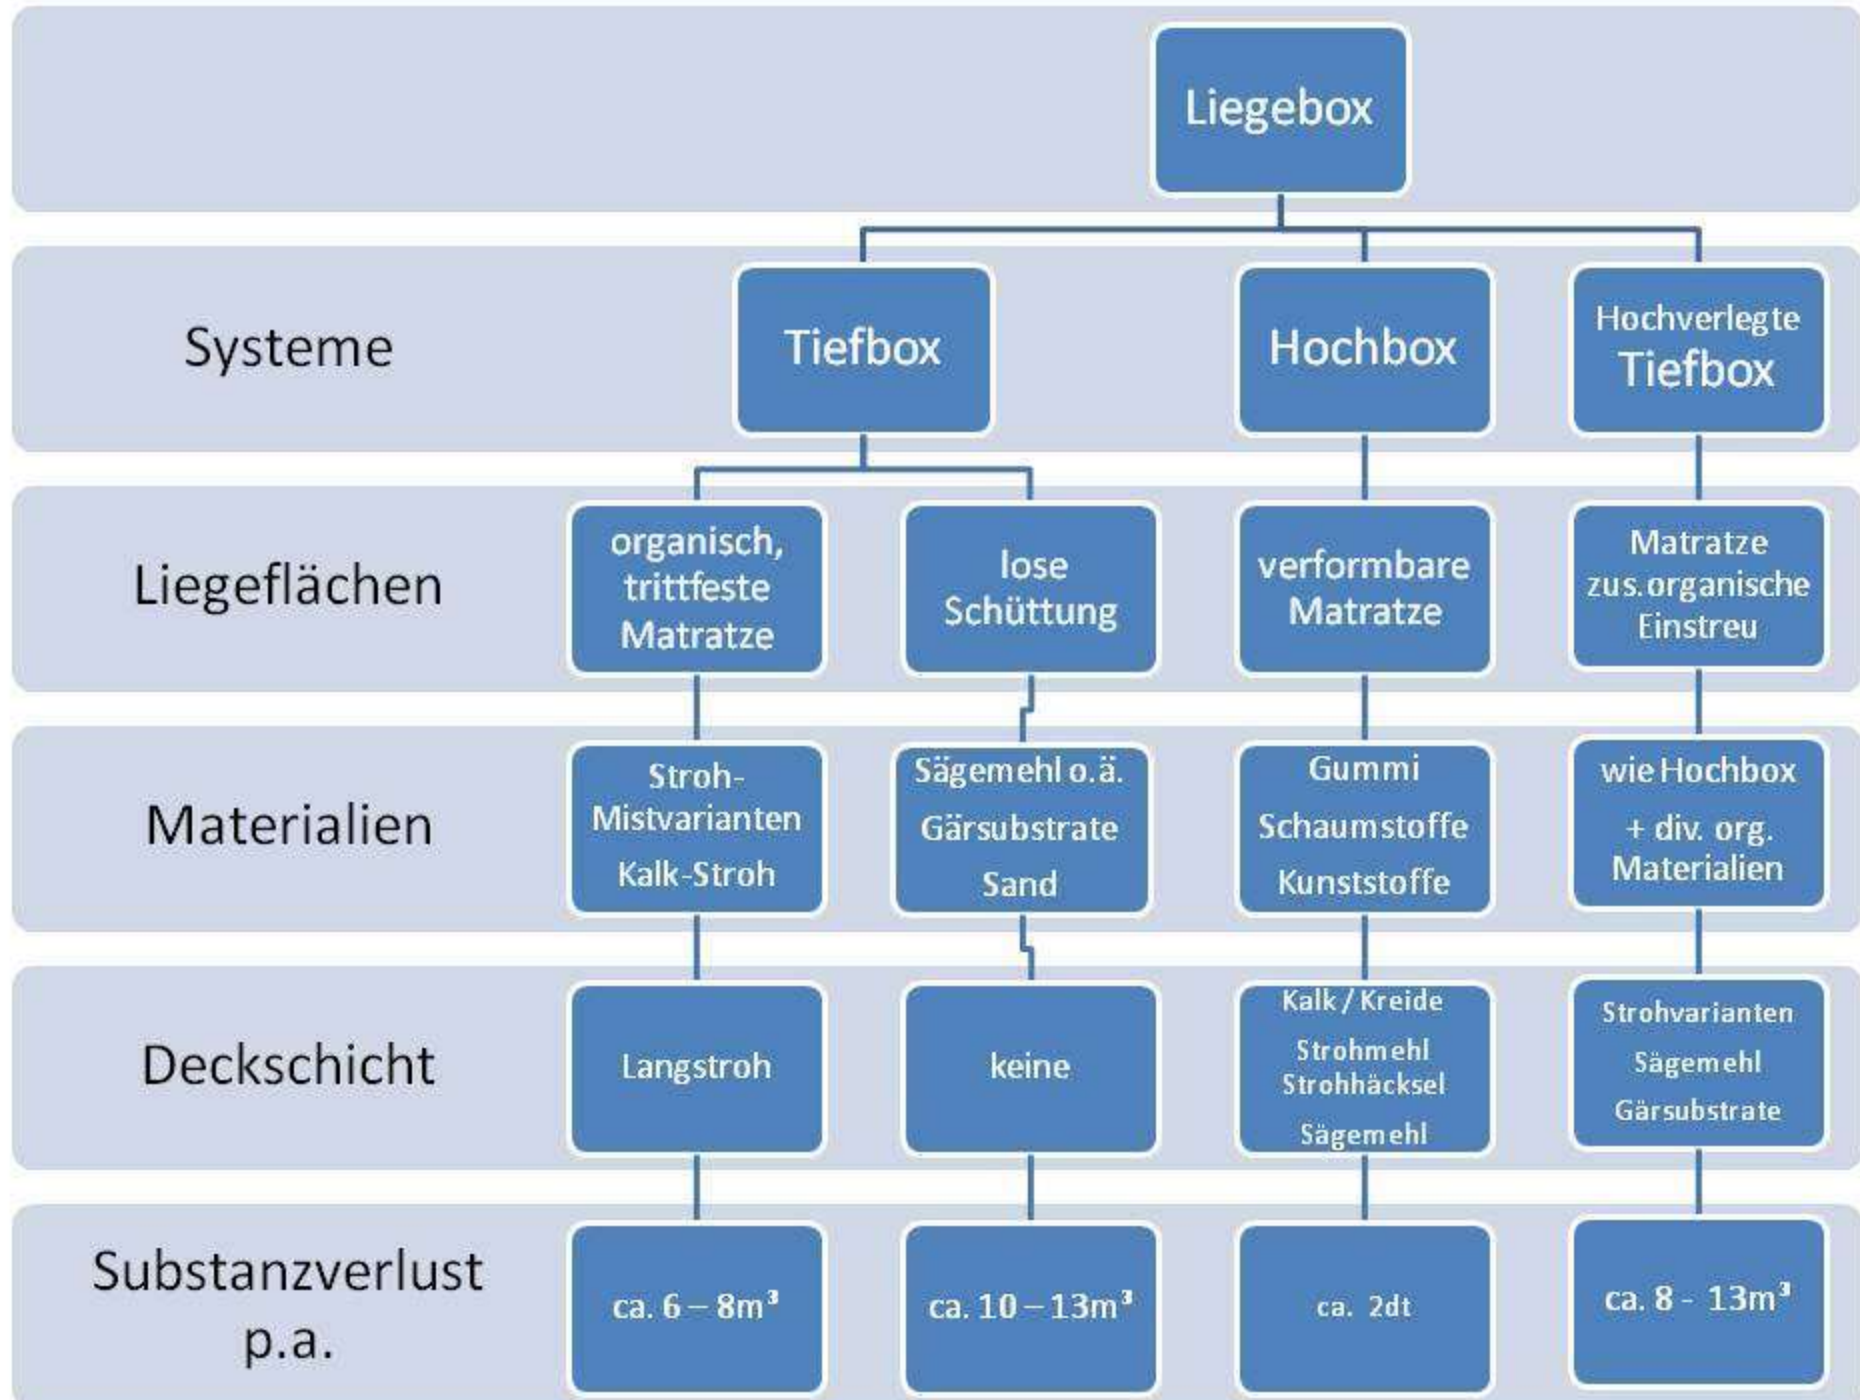 Liegebox
Systeme
Tiefbox
Hochbox
Hochverlegte
Tiefbox
Liegeflächen
organisch,
trittfeste
Matratze
lose
Schüttung
verformbare
Matratze
Matratze
zus.organische
Einstreu
Materialien
Stroh-
Mistvarianten
Kalk-Stroh
Sägemehl o.ä.
Gärsubstrate
Sand
Gummi
Schaumstoffe
Kunststoffe
wie Hochbox
+ div. org.
Materialien
Deckschicht
Langstroh
keine
Kalk / Kreide
Strohmehl
Strohhäcksel
Sägemehl
Strohvarianten
Sägemehl
Gärsubstrate
Substanzverlust
p.a.
ca. 6 – 8m³
ca. 10 – 13m³
ca. 2dt
ca. 8 - 13m³